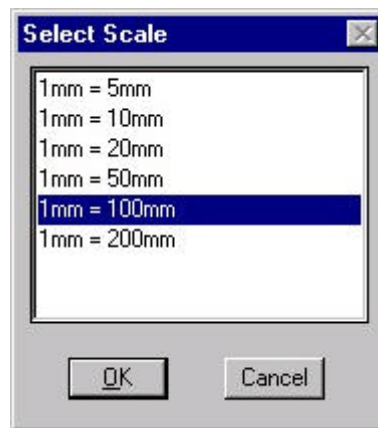 Select Scale
1mm = 5mm
1mm = 10mm
1mm = 20mm
1mm = 50mm
1mm = 100mm
1mm = 200mm
OK Cancel